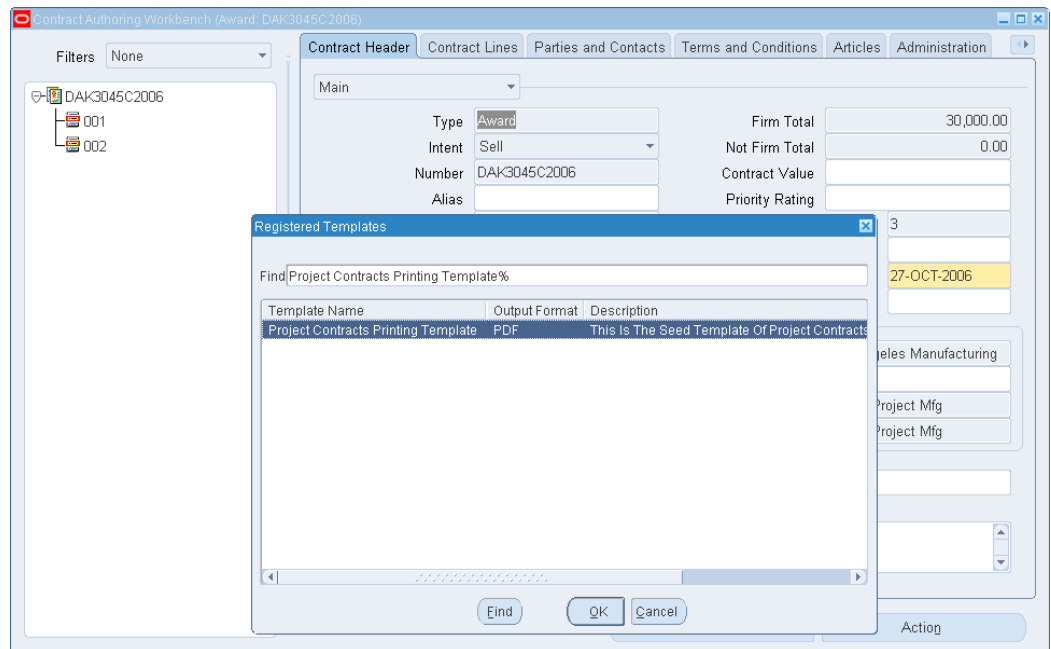 Contract Authoring Workbench (Award: DAK3045C2006)
Filters None
DAK3045C2006
001
002
Contract Header Contract Lines Parties and Contacts Terms and Conditions Articles Administration
Main
Type Award Firm Total 30,000.00
Intent Sell Not Firm Total 0.00
Number DAK3045C2006 Contract Value
Alias Priority Rating
3
27-OCT-2006
geles Manufacturing
Project Mfg
Project Mfg
Registered Templates
Find Project Contracts Printing Template%
Template Name Output Format Description
Project Contracts Printing Template PDF This Is The Seed Template Of Project Contracts
Find OK Cancel
Action